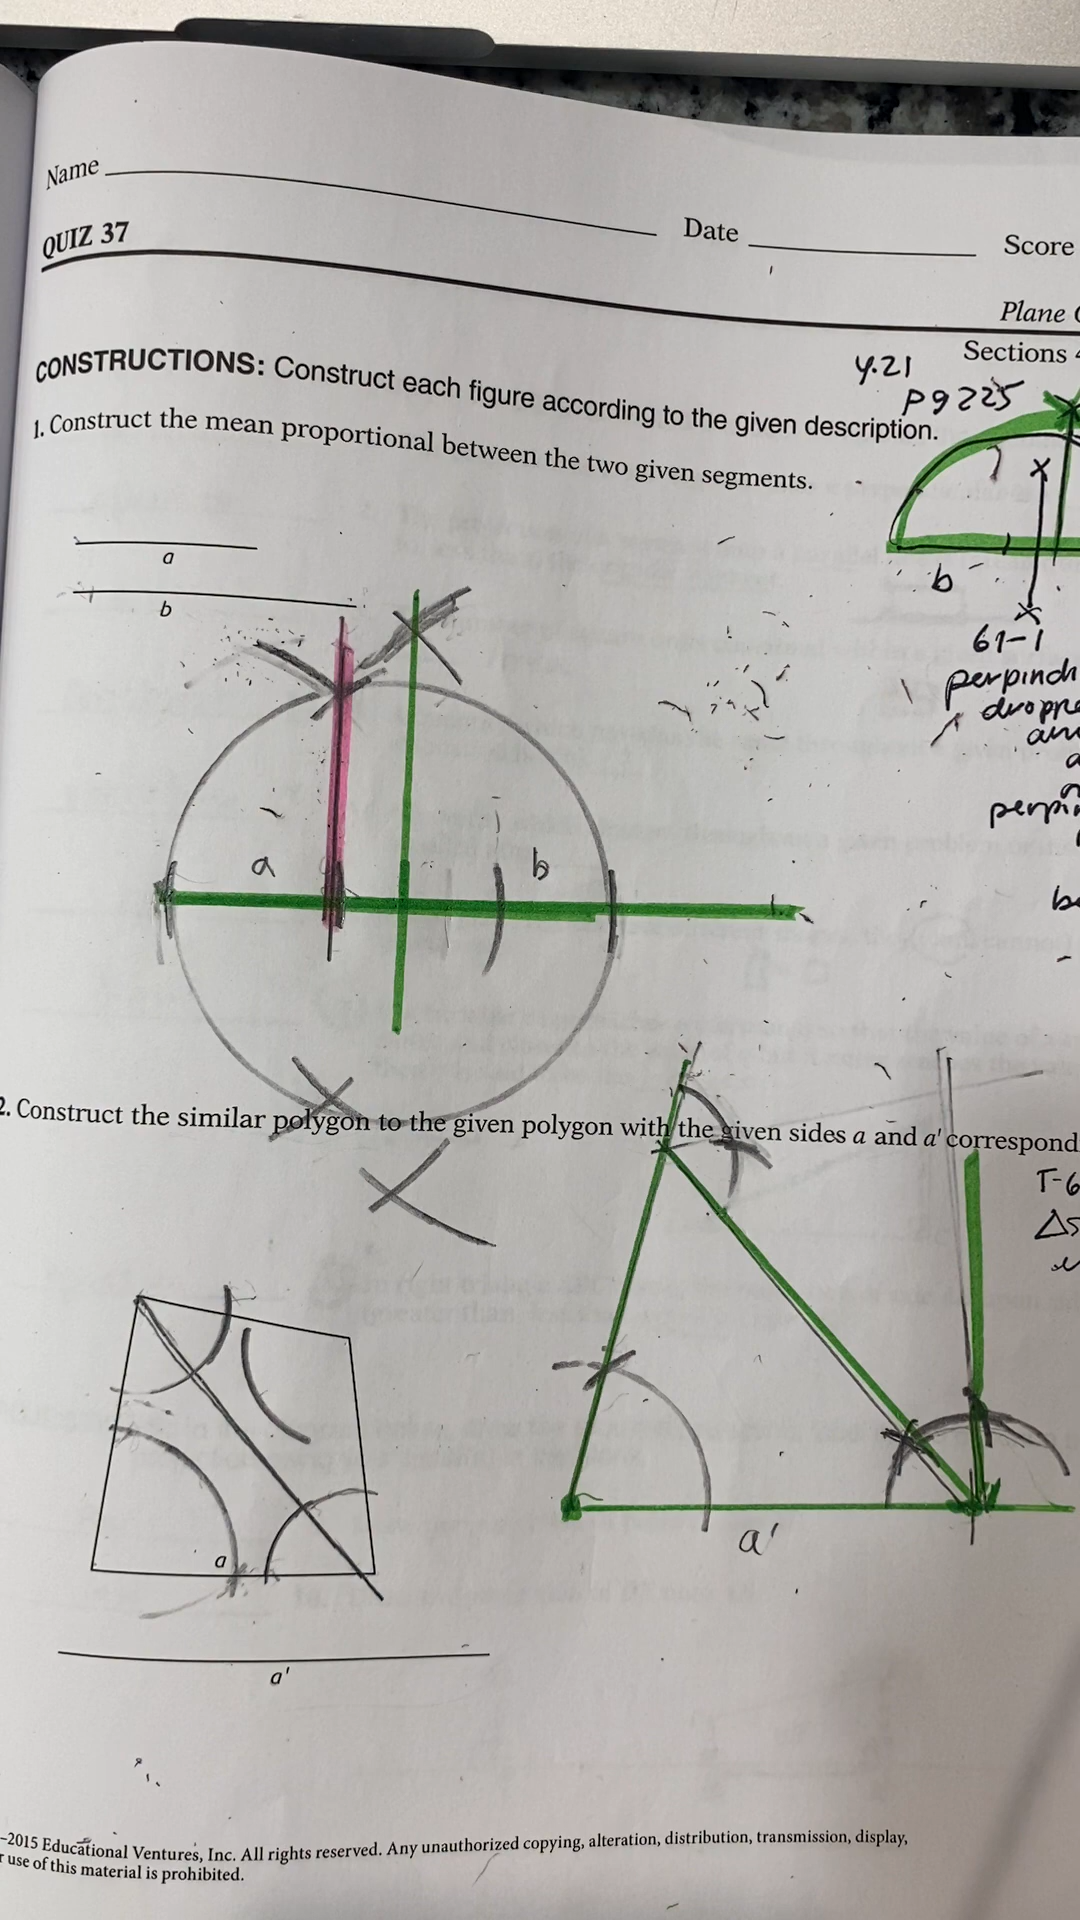 Name
Date
Score
QUIZ 37
Plane
Sections
4.21
pg 225
CONSTRUCTIONS: Construct each figure according to the given description.
1. Construct the mean proportional between the two given segments.
a
b
b
61-1
a
b
2. Construct the similar polygon to the given polygon with the given sides a and a' correspond
T-6
a
a'
a'
-2015 Educational Ventures, Inc. All rights reserved. Any unauthorized copying, alteration, distribution, transmission, display,
r use of this material is prohibited.